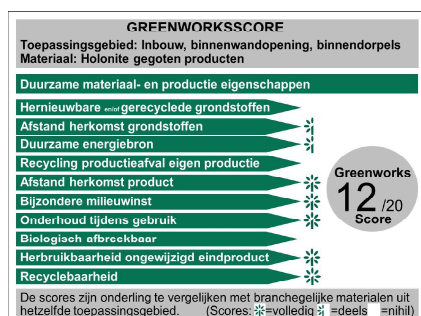 GREENWORKSSCORE
Toepassingsgebied: Inbouw, binnenwandopening, binnendorpels
Materiaal: Holonite gegoten producten
Duurzame materiaal- en productie eigenschappen
Hernieuwbare en/of gerecyclede grondstoffen
Afstand herkomst grondstoffen
Duurzame energiebron
Recycling productieafval eigen productie
Afstand herkomst product
Bijzondere milieuwinst
Onderhoud tijdens gebruik
Biologisch afbreekbaar
Herbruikbaarheid ongewijzigd eindproduct
Recyclebaarheid
Greenworks
12 /20
Score
De scores zijn onderling te vergelijken met branchegelijke materialen uit
hetzelfde toepassingsgebied. (Scores: =volledig =deels =nihil)